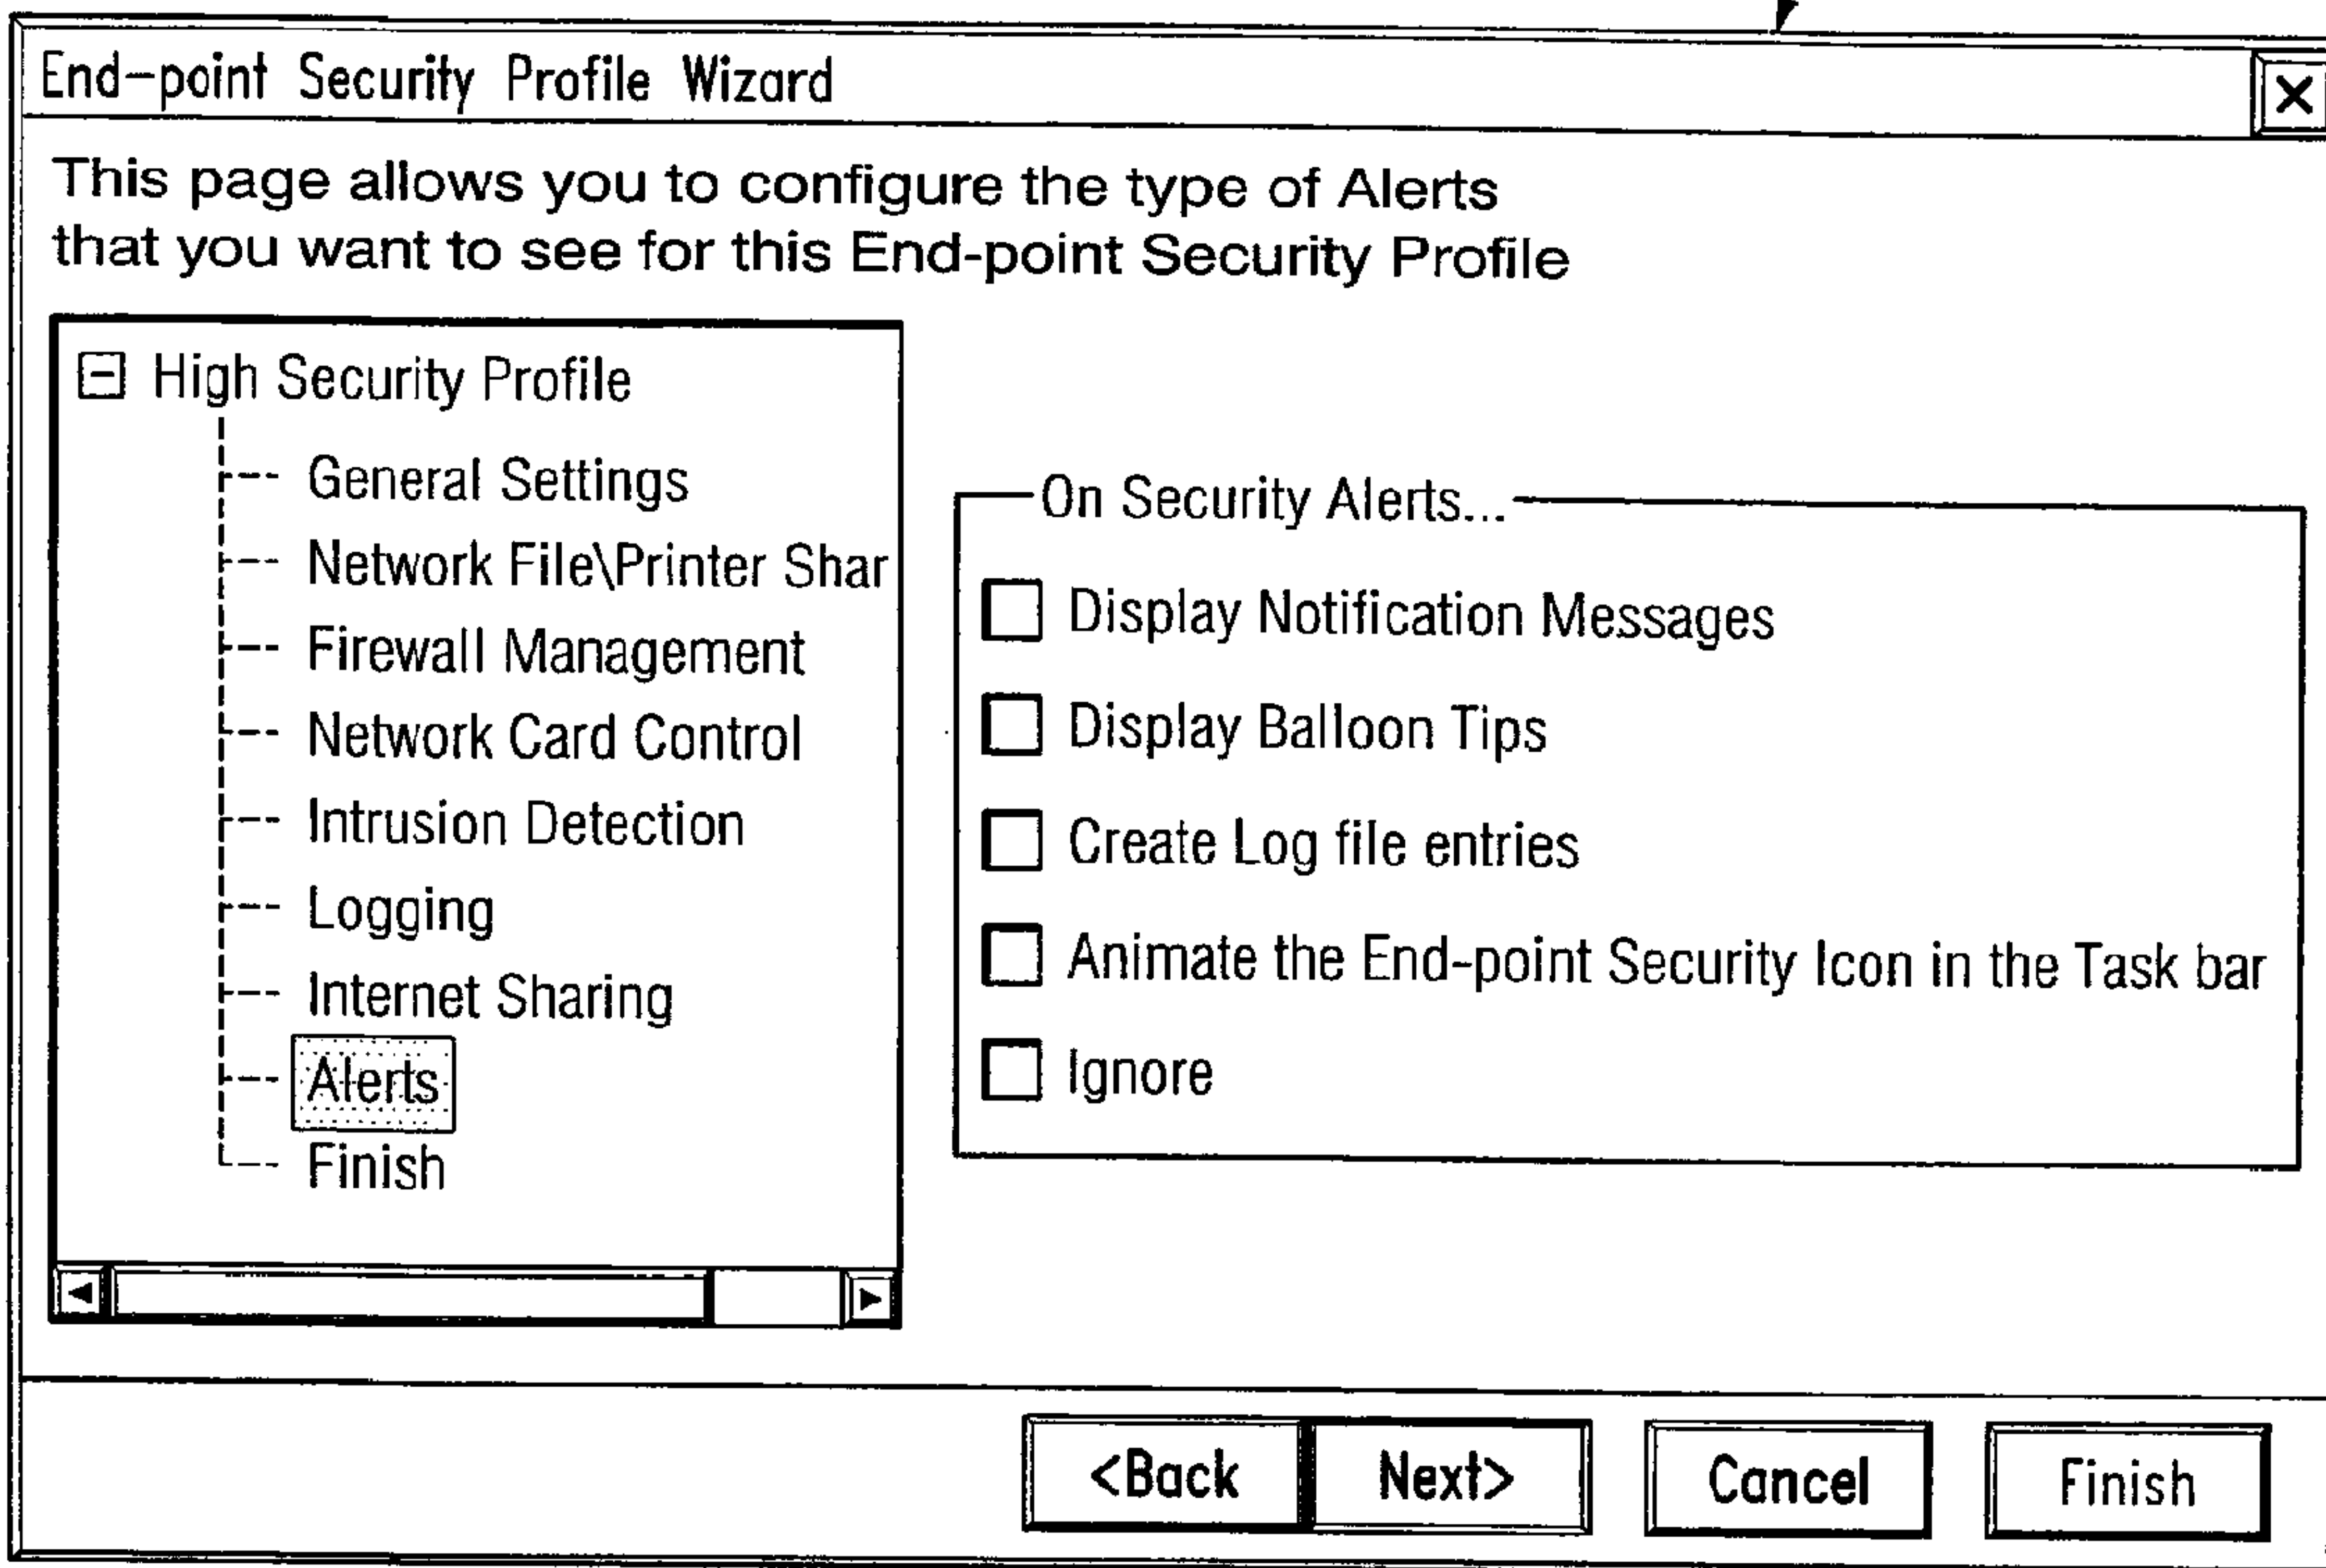 End-point Security Profile Wizard
X
This page allows you to configure the type of Alerts
that you want to see for this End-point Security Profile
High Security Profile
General Settings
Network File\Printer Shar
Firewall Management
Network Card Control
Intrusion Detection
Logging
Internet Sharing
Alerts
Finish
On Security Alerts...
Display Notification Messages
Display Balloon Tips
Create Log file entries
Animate the End-point Security Icon in the Task bar
Ignore
<Back Next> Cancel Finish